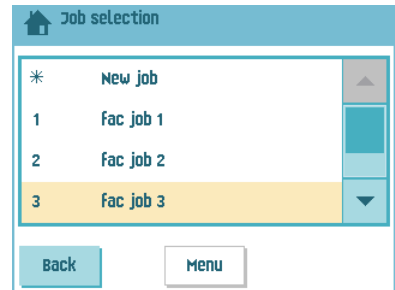 Job selection
* New job
1 fac job 1
2 fac job 2
3 fac job 3
Back Menu